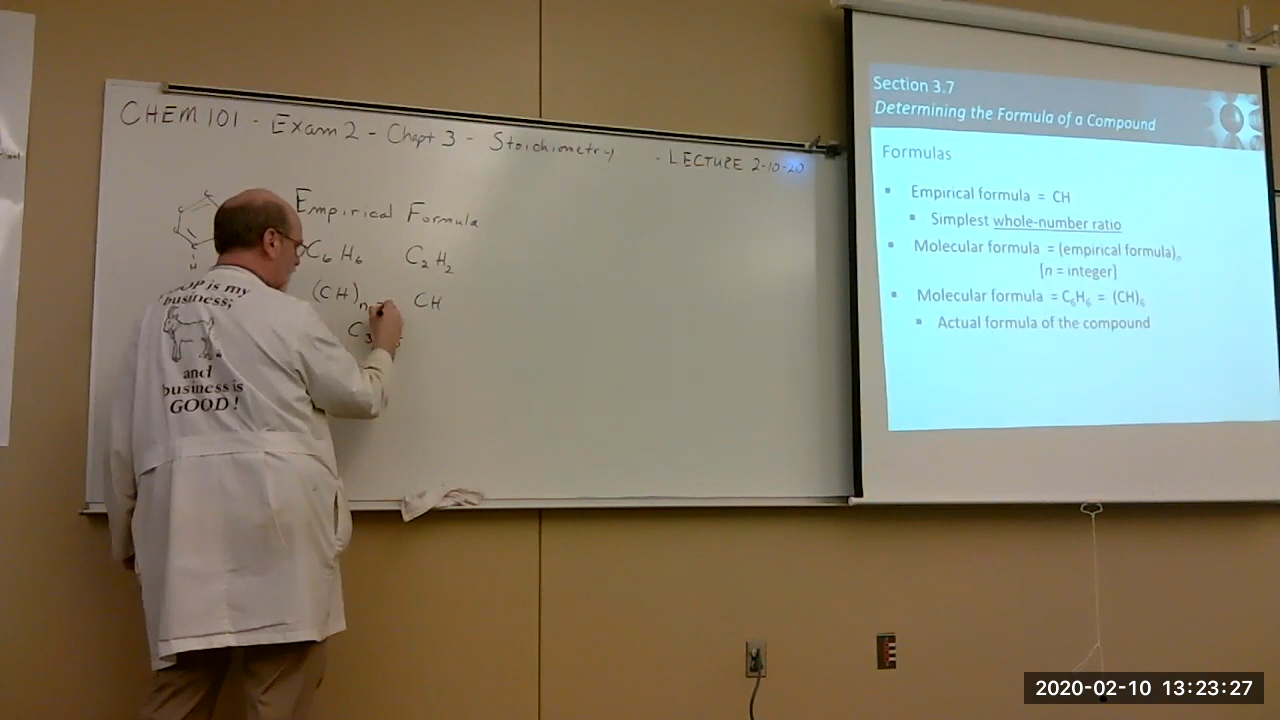 CHEM 101 - Exam 2 - Chapt 3 - Stoichiometry - LECTURE 2-10-20
Empirical Formula
C₆H₆ C₂H₂
H
(CH)ₙ CH
C₃
is my
business;
and
business is
GOOD!
Section 3.7
Determining the Formula of a Compound
Formulas
▪ Empirical formula = CH
▪ Simplest whole-number ratio
▪ Molecular formula = (empirical formula)ₙ
[n = integer]
▪ Molecular formula = C₆H₆ = (CH)₆
▪ Actual formula of the compound
2020-02-10 13:23:27